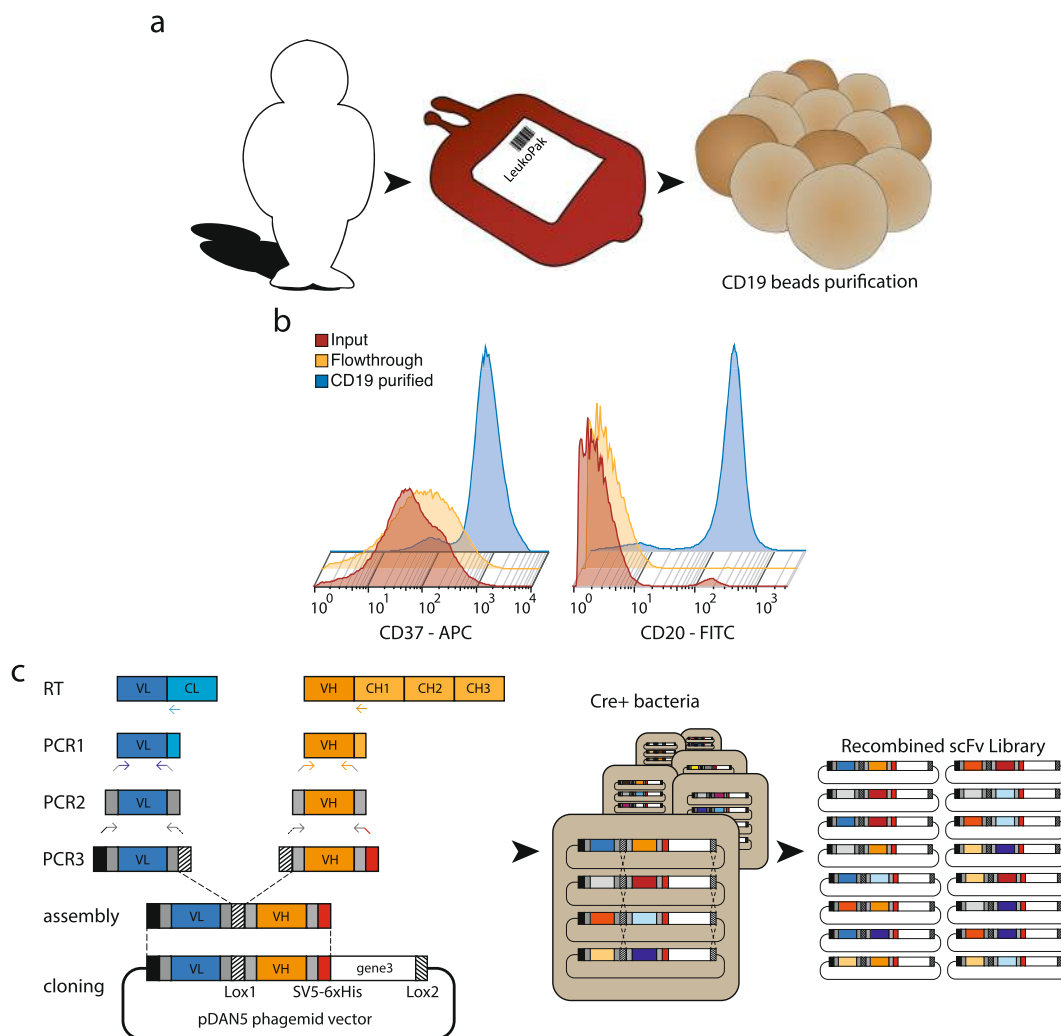 a
LeukoPak
CD19 beads purification
b
Input
Flowthrough
CD19 purified
10^0 10^1 10^2 10^3 10^4
CD37 - APC
10^0 10^1 10^2 10^3
CD20 - FITC
c
RT
VL CL
VH CH1 CH2 CH3
PCR1
VL
VH
PCR2
VL
VH
PCR3
VL
VH
assembly
VL VH
cloning
VL VH gene3
Lox1 SV5-6xHis Lox2
pDAN5 phagemid vector
Cre+ bacteria
Recombined scFv Library